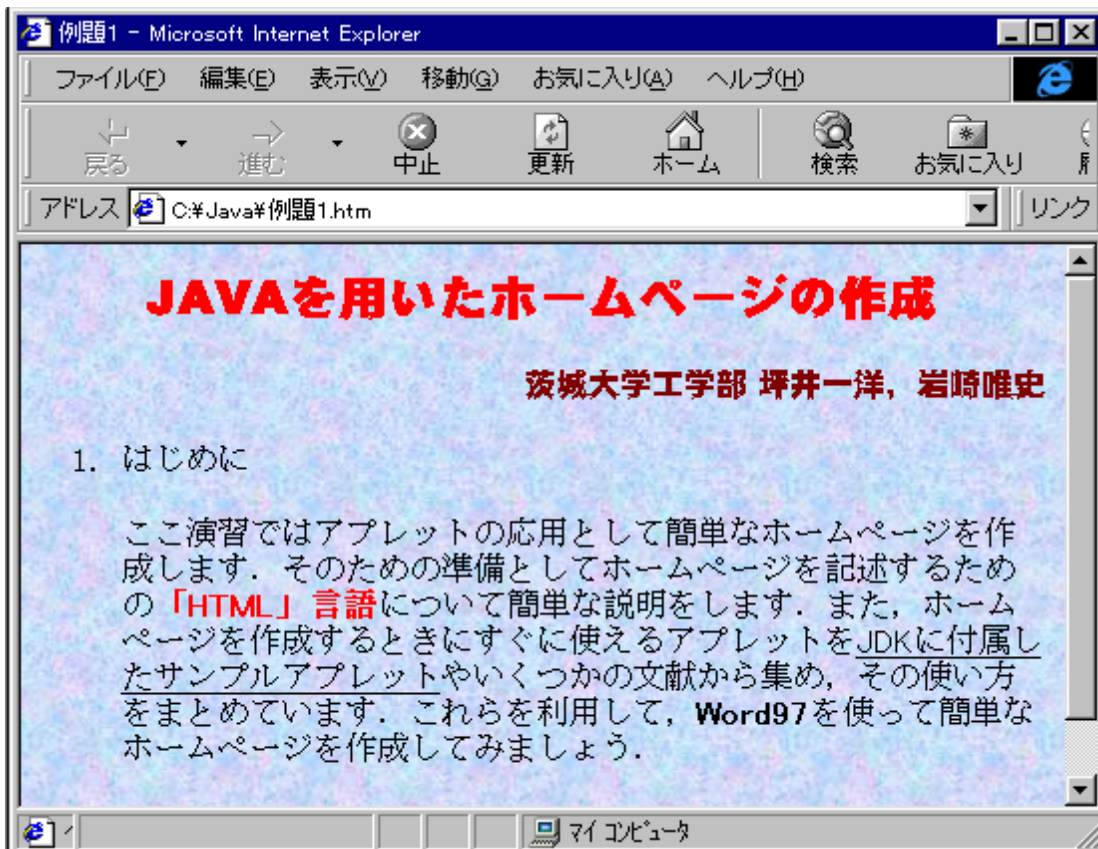 例題1 - Microsoft Internet Explorer
ファイル(F) 編集(E) 表示(V) 移動(G) お気に入り(A) ヘルプ(H)
戻る 進む 中止 更新 ホーム 検索 お気に入り
アドレス C:¥Java¥例題1.htm リンク
JAVAを用いたホームページの作成
茨城大学工学部 坪井一洋，岩崎唯史
1. はじめに
ここ演習ではアプレットの応用として簡単なホームページを作
成します．そのための準備としてホームページを記述するため
の「HTML」言語について簡単な説明をします．また，ホーム
ページを作成するときにすぐに使えるアプレットをJDKに付属し
たサンプルアプレットやいくつかの文献から集め，その使い方
をまとめています．これらを利用して，Word97を使って簡単な
ホームページを作成してみましょう．
マイ コンピュータ